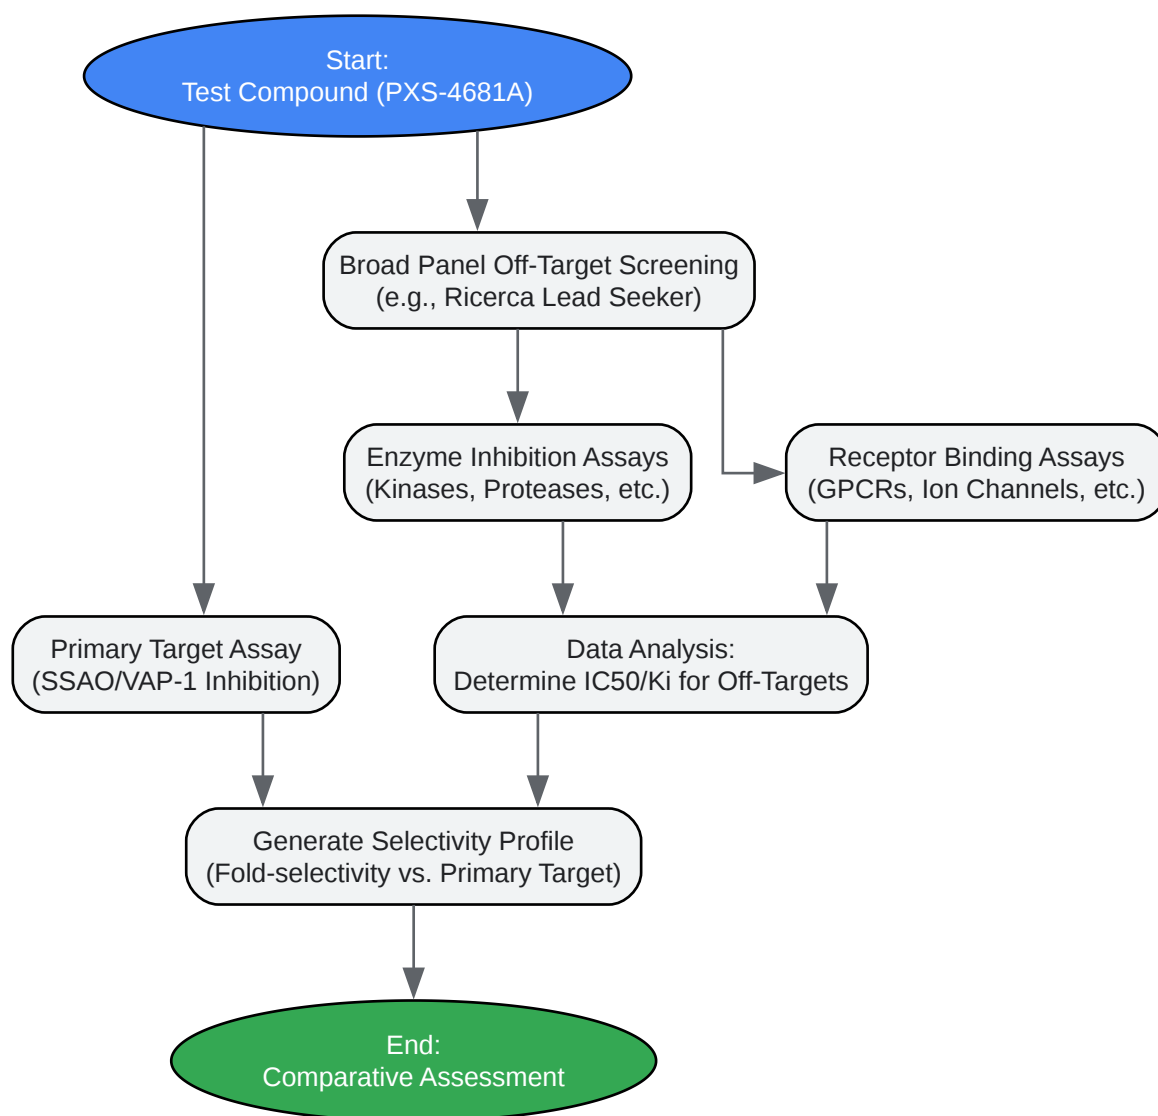 Start:
Test Compound (PXS-4681A)
Broad Panel Off-Target Screening
(e.g., Ricerca Lead Seeker)
Enzyme Inhibition Assays
(Kinases, Proteases, etc.)
Receptor Binding Assays
(GPCRs, Ion Channels, etc.)
Primary Target Assay
(SSAO/VAP-1 Inhibition)
Data Analysis:
Determine IC50/Ki for Off-Targets
Generate Selectivity Profile
(Fold-selectivity vs. Primary Target)
End:
Comparative Assessment